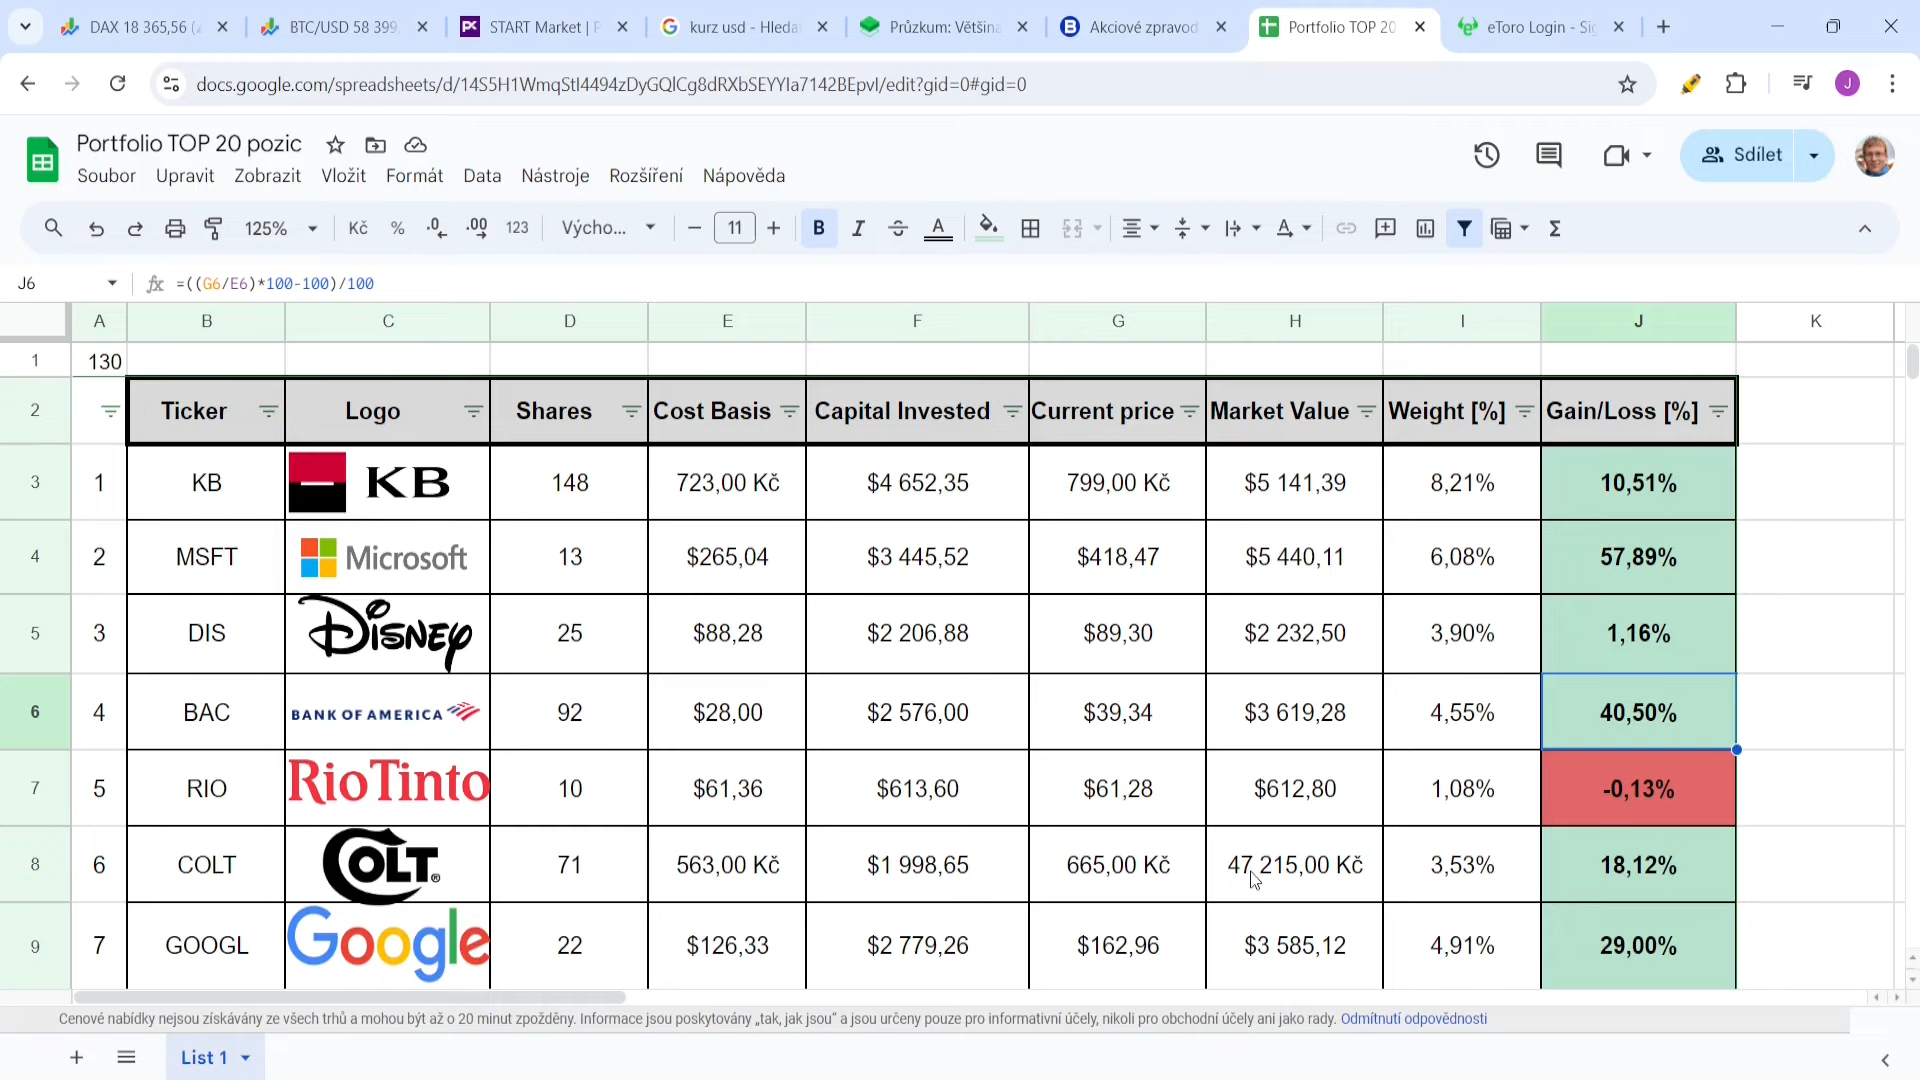 DAX 18 365,56 (
BTC/USD 58 399,
START Market | P
kurz usd - Hleda
Průzkum: Většina
Akciové zpravod
Portfolio TOP 20
eToro Login - Sig
docs.google.com/spreadsheets/d/14S5H1WmqStI4494zDyGQlCg8dRXbSEYYIa7142BEpvI/edit?gid=0#gid=0
J
Portfolio TOP 20 pozic
Soubor Upravit Zobrazit Vložit Formát Data Nástroje Rozšíření Nápověda
Sdílet
125% Kč % .0 .00 123 Výcho... 11 B I A Σ
J6 fx =((G6/E6)*100-100)/100
A B C D E F G H I J K
1 130
2 Ticker Logo Shares Cost Basis Capital Invested Current price Market Value Weight [%] Gain/Loss [%]
3 1 KB KB 148 723,00 Kč $4 652,35 799,00 Kč $5 141,39 8,21% 10,51%
4 2 MSFT Microsoft 13 $265,04 $3 445,52 $418,47 $5 440,11 6,08% 57,89%
5 3 DIS Disney 25 $88,28 $2 206,88 $89,30 $2 232,50 3,90% 1,16%
6 4 BAC BANK OF AMERICA 92 $28,00 $2 576,00 $39,34 $3 619,28 4,55% 40,50%
7 5 RIO RioTinto 10 $61,36 $613,60 $61,28 $612,80 1,08% -0,13%
8 6 COLT COLT® 71 563,00 Kč $1 998,65 665,00 Kč 47 215,00 Kč 3,53% 18,12%
9 7 GOOGL Google 22 $126,33 $2 779,26 $162,96 $3 585,12 4,91% 29,00%
Cenové nabídky nejsou získávány ze všech trhů a mohou být až o 20 minut zpožděny. Informace jsou poskytovány „tak, jak jsou“ a jsou určeny pouze pro informativní účely, nikoli pro obchodní účely ani jako rady. Odmítnutí odpovědnosti
List 1